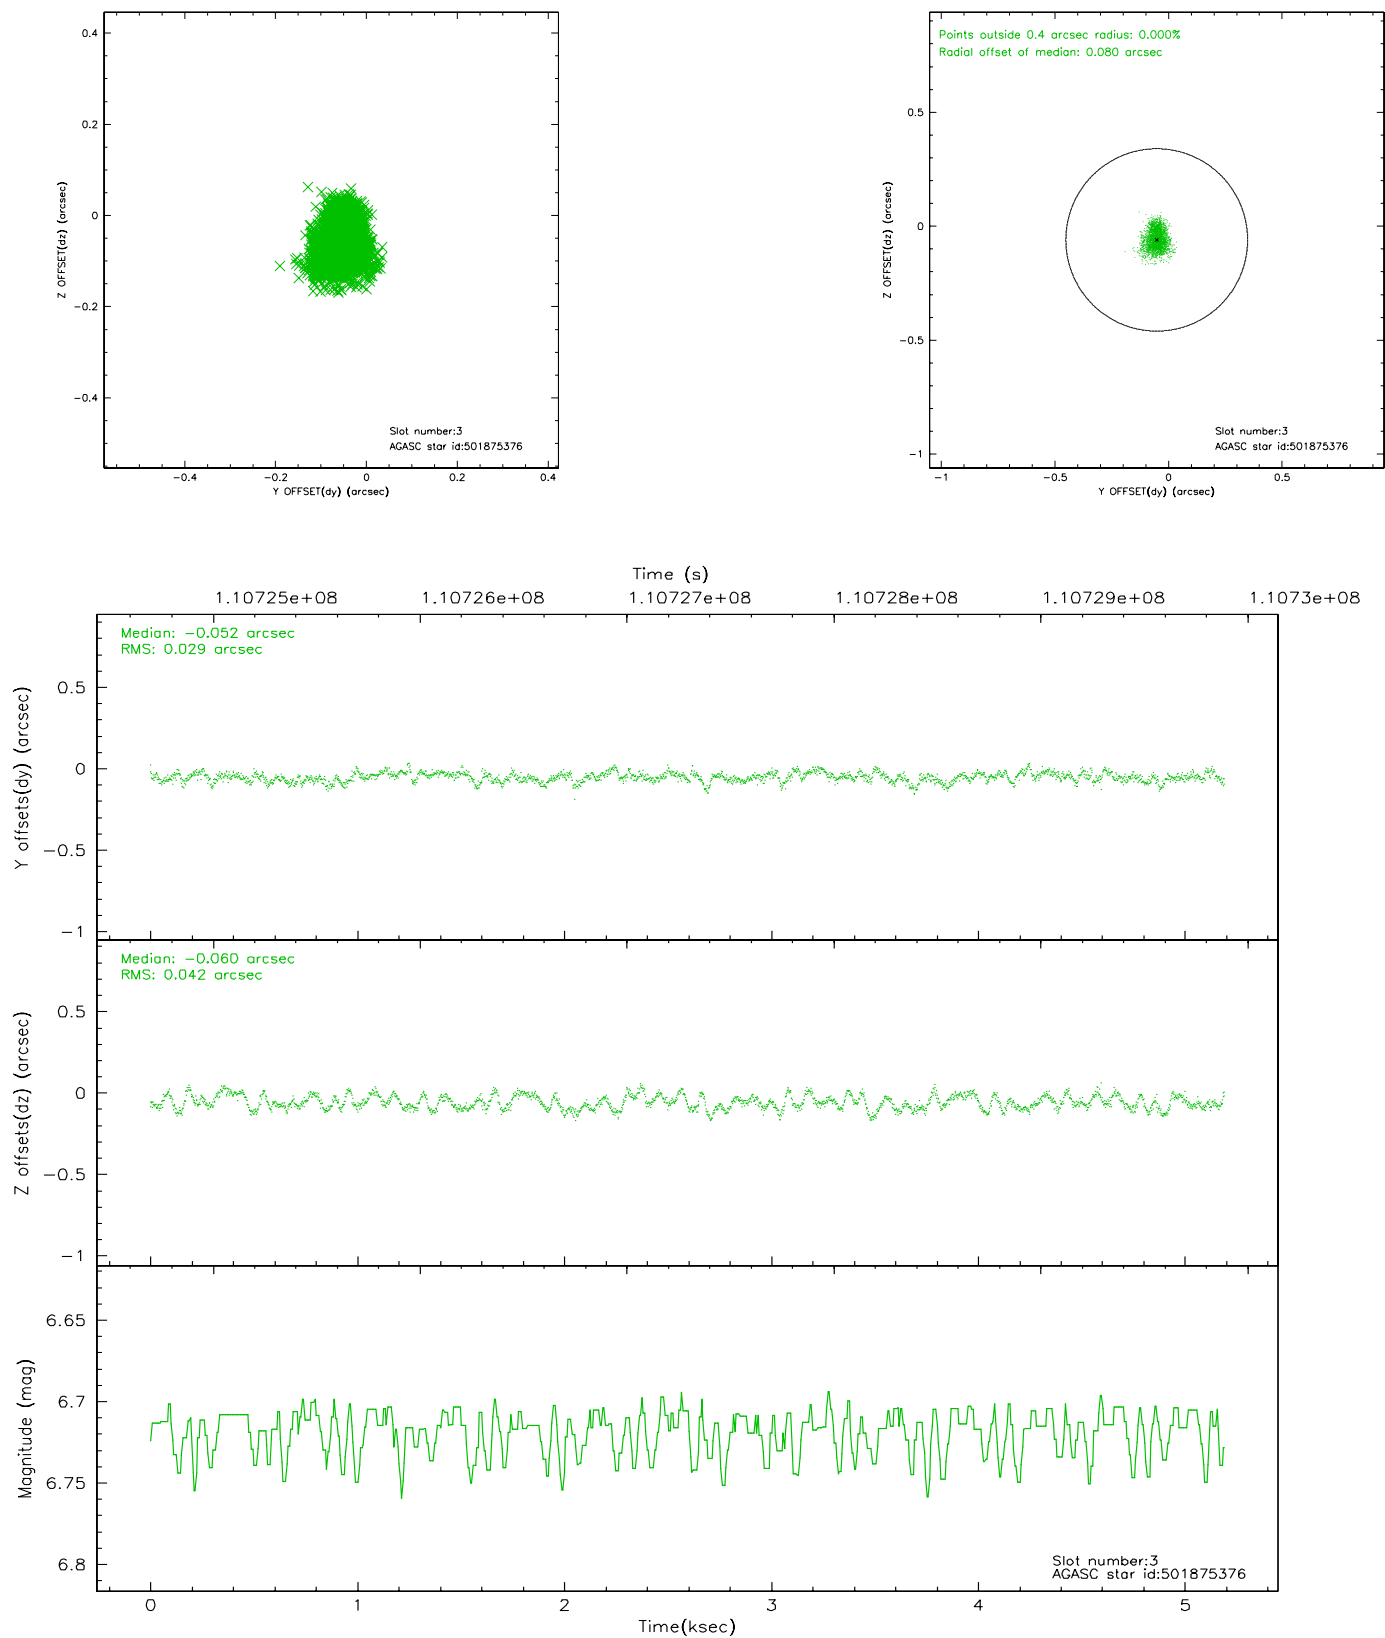 0.4
0.2
0
−0.2
−0.4
Z OFFSET(dz) (arcsec)
Slot number:3
AGASC star id:501875376
−0.4 −0.2 0 0.2 0.4
Y OFFSET(dy) (arcsec)
Points outside 0.4 arcsec radius: 0.000%
Radial offset of median: 0.080 arcsec
0.5
0
−0.5
−1
Z OFFSET(dz) (arcsec)
Slot number:3
AGASC star id:501875376
−1 −0.5 0 0.5
Y OFFSET(dy) (arcsec)
Time (s)
1.10725e+08 1.10726e+08 1.10727e+08 1.10728e+08 1.10729e+08 1.1073e+08
Median: −0.052 arcsec
RMS: 0.029 arcsec
0.5
0
−0.5
−1
Y offsets(dy) (arcsec)
Median: −0.060 arcsec
RMS: 0.042 arcsec
0.5
0
−0.5
−1
Z offsets(dz) (arcsec)
6.65
6.7
6.75
6.8
Magnitude (mag)
Slot number:3
AGASC star id:501875376
0 1 2 3 4 5
Time(ksec)